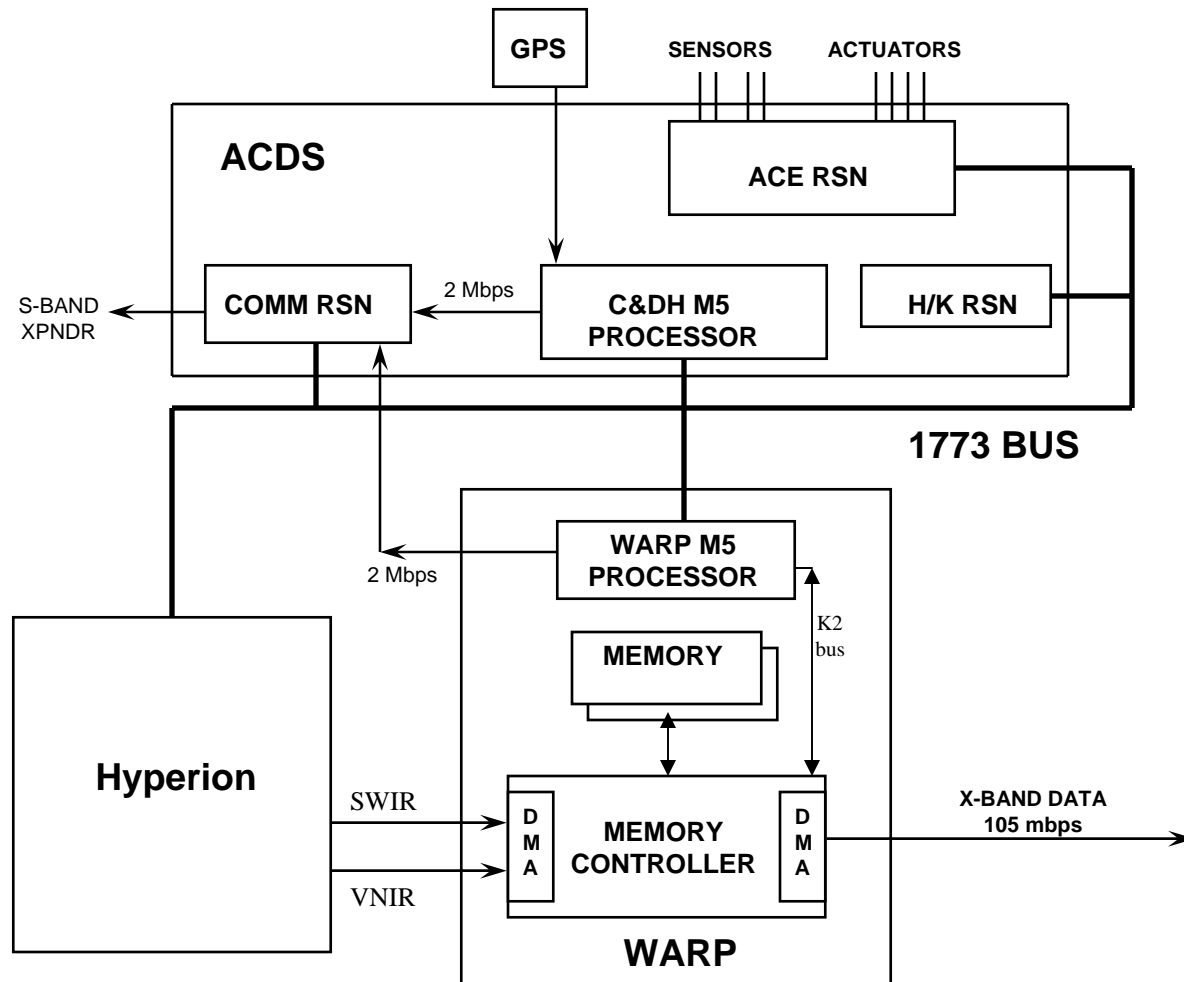 GPS
SENSORS
ACTUATORS
ACDS
ACE RSN
S-BAND
XPNDR
COMM RSN
2 Mbps
C&DH M5
PROCESSOR
H/K RSN
1773 BUS
2 Mbps
WARP M5
PROCESSOR
K2
bus
MEMORY
Hyperion
SWIR
VNIR
D
M
A
MEMORY
CONTROLLER
D
M
A
X-BAND DATA
105 mbps
WARP